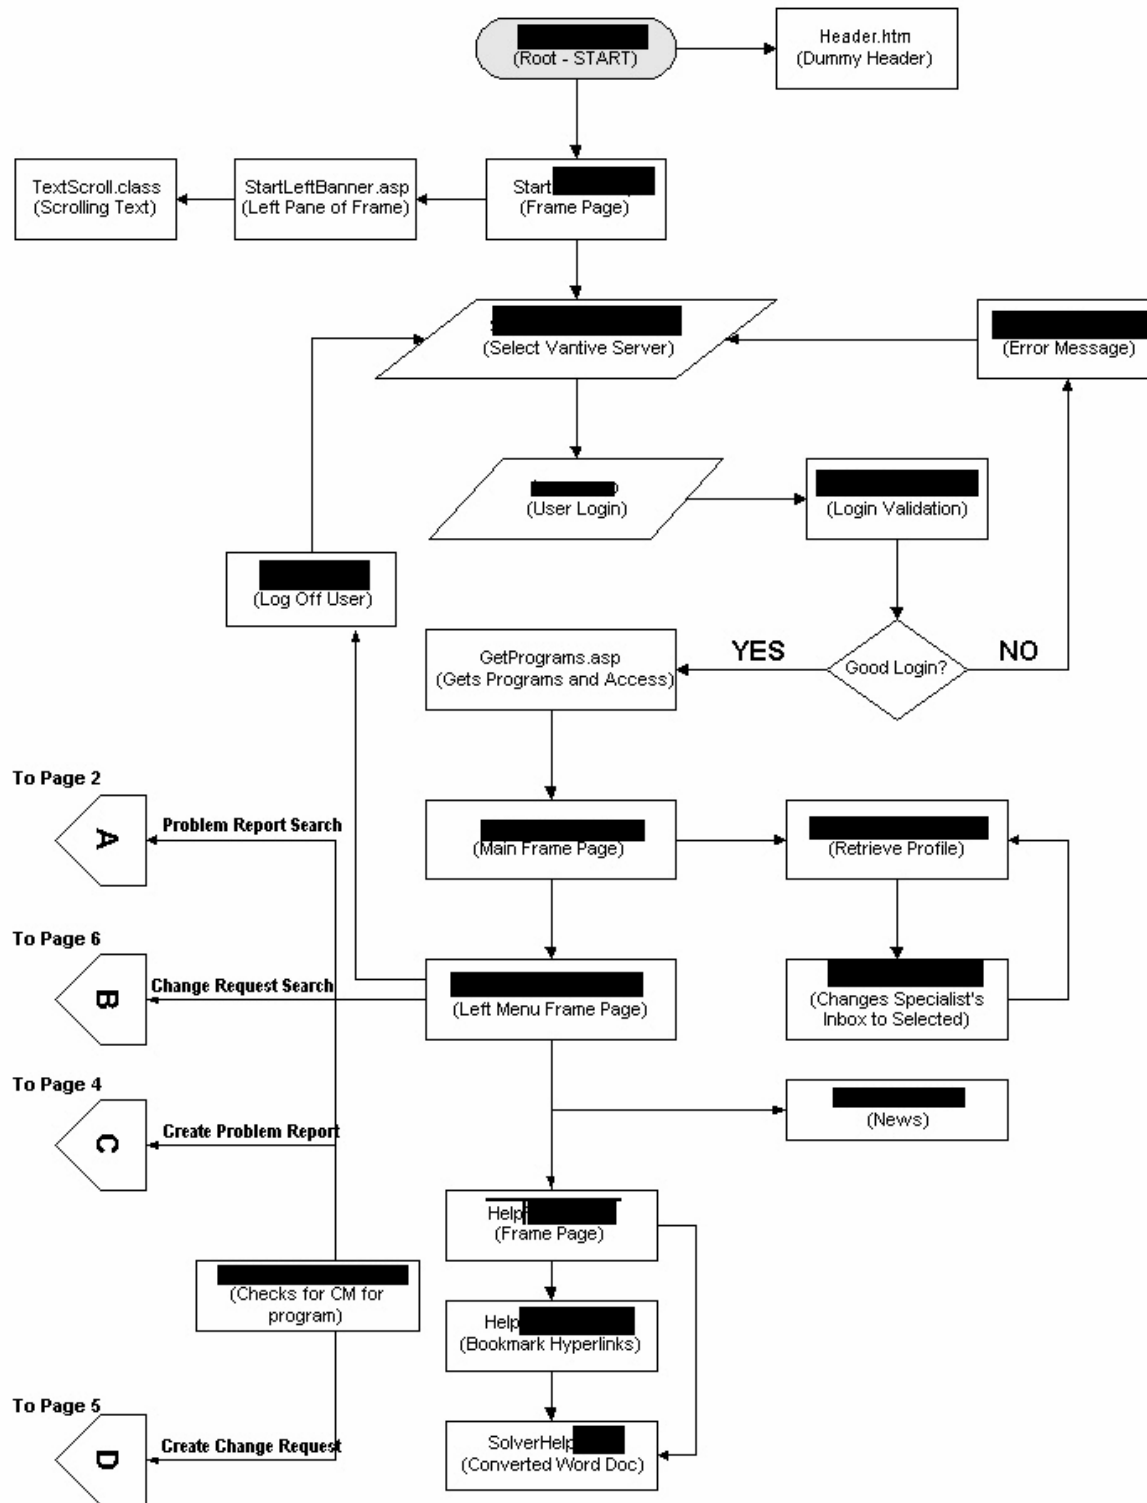 (Root - START)
Header.htm
(Dummy Header)
TextScroll.class
(Scrolling Text)
StartLeftBanner.asp
(Left Pane of Frame)
Start
(Frame Page)
(Select Vantive Server)
(Error Message)
(User Login)
(Login Validation)
(Log Off User)
GetPrograms.asp
(Gets Programs and Access)
YES
Good Login?
NO
To Page 2
A
Problem Report Search
(Main Frame Page)
(Retrieve Profile)
To Page 6
B
Change Request Search
(Left Menu Frame Page)
(Changes Specialist's
Inbox to Selected)
To Page 4
C
Create Problem Report
(News)
Help
(Frame Page)
(Checks for CM for
program)
Help
(Bookmark Hyperlinks)
To Page 5
D
Create Change Request
SolverHelp
(Converted Word Doc)